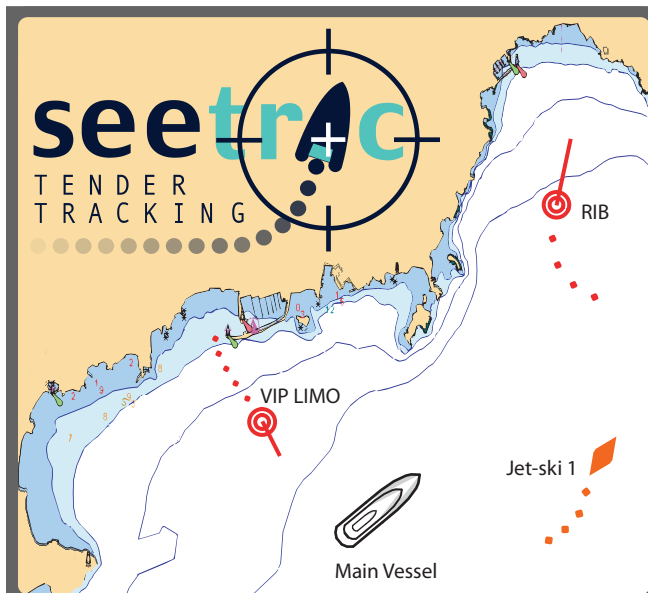 seetrac
TENDER
TRACKING
RIB
VIP LIMO
Jet-ski 1
Main Vessel